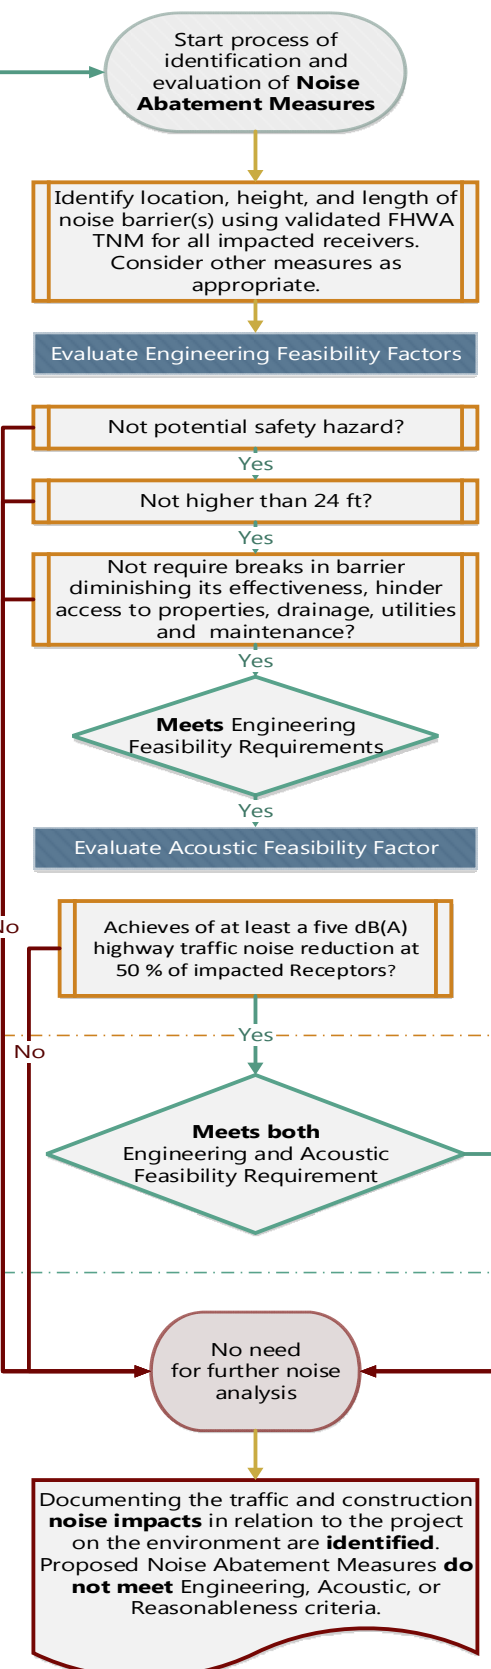 Start process of
identification and
evaluation of Noise
Abatement Measures
Identify location, height, and length of
noise barrier(s) using validated FHWA
TNM for all impacted receivers.
Consider other measures as
appropriate.
Evaluate Engineering Feasibility Factors
Not potential safety hazard?
Yes
Not higher than 24 ft?
Yes
Not require breaks in barrier
diminishing its effectiveness, hinder
access to properties, drainage, utilities
and maintenance?
Yes
Meets Engineering
Feasibility Requirements
Yes
Evaluate Acoustic Feasibility Factor
No
Achieves of at least a five dB(A)
highway traffic noise reduction at
50 % of impacted Receptors?
Yes
No
Meets both
Engineering and Acoustic
Feasibility Requirement
No need
for further noise
analysis
Documenting the traffic and construction
noise impacts in relation to the project
on the environment are identified.
Proposed Noise Abatement Measures do
not meet Engineering, Acoustic, or
Reasonableness criteria.